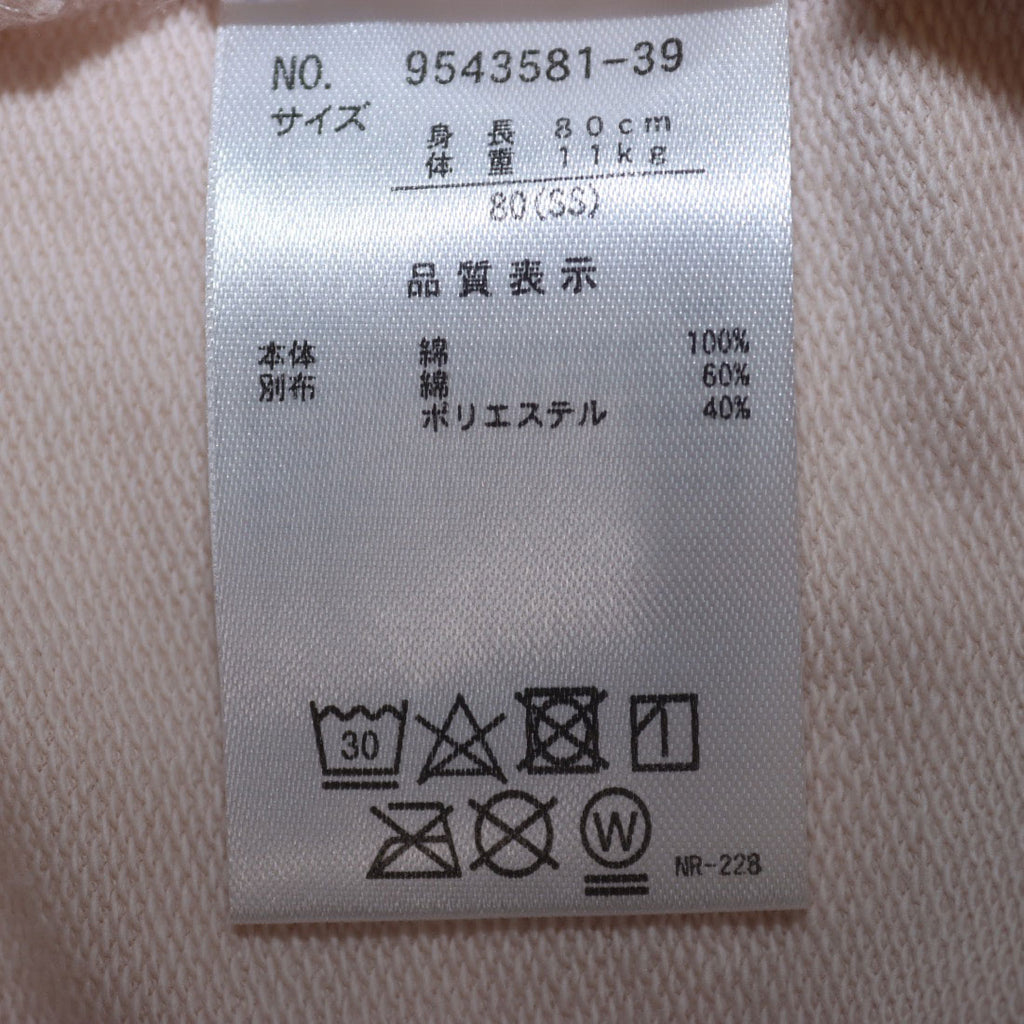 NO. 9543581-39
サイズ 身長 80cm
体重 11kg
80(SS)
品質表示
本体 綿 100%
別布 綿 60%
ポリエステル 40%
30
W
NR-228